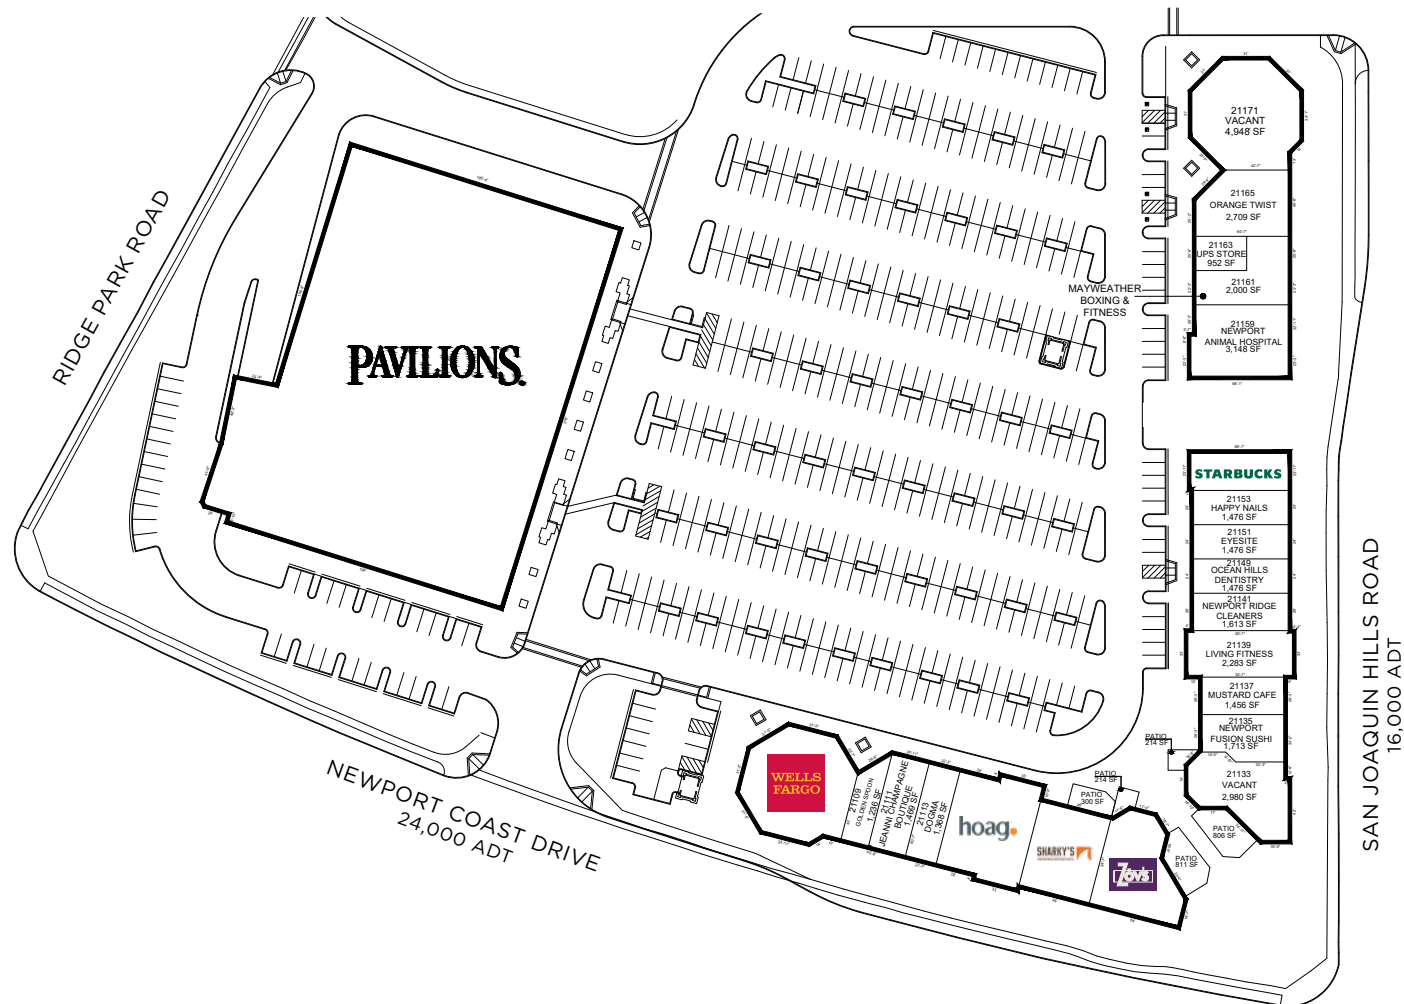 RIDGE PARK ROAD
PAVILIONS.
NEWPORT COAST DRIVE
24,000 ADT
SAN JOAQUIN HILLS ROAD
16,000 ADT
21171
VACANT
4,948 SF
21165
ORANGE TWIST
2,709 SF
21163
UPS STORE
952 SF
21161
2,000 SF
MAYWEATHER
BOXING &
FITNESS
21159
NEWPORT
ANIMAL HOSPITAL
3,148 SF
STARBUCKS
21153
HAPPY NAILS
1,476 SF
21151
EYESITE
1,476 SF
21149
OCEAN HILLS
DENTISTRY
1,476 SF
21141
NEWPORT RIDGE
CLEANERS
1,613 SF
21139
LIVING FITNESS
2,283 SF
21137
MUSTARD CAFE
1,456 SF
21135
NEWPORT
FUSION SUSHI
1,713 SF
PATIO
214 SF
21133
VACANT
2,980 SF
PATIO
806 SF
WELLS
FARGO
21109
GOLDEN SPOON
1,236 SF
21111
JEANNI CHAMPAGNE
BOUTIQUE
1,469 SF
21113
DOGMA
1,368 SF
hoag.
SHARKY'S
PATIO
300 SF
PATIO
214 SF
Zov's
PATIO
811 SF